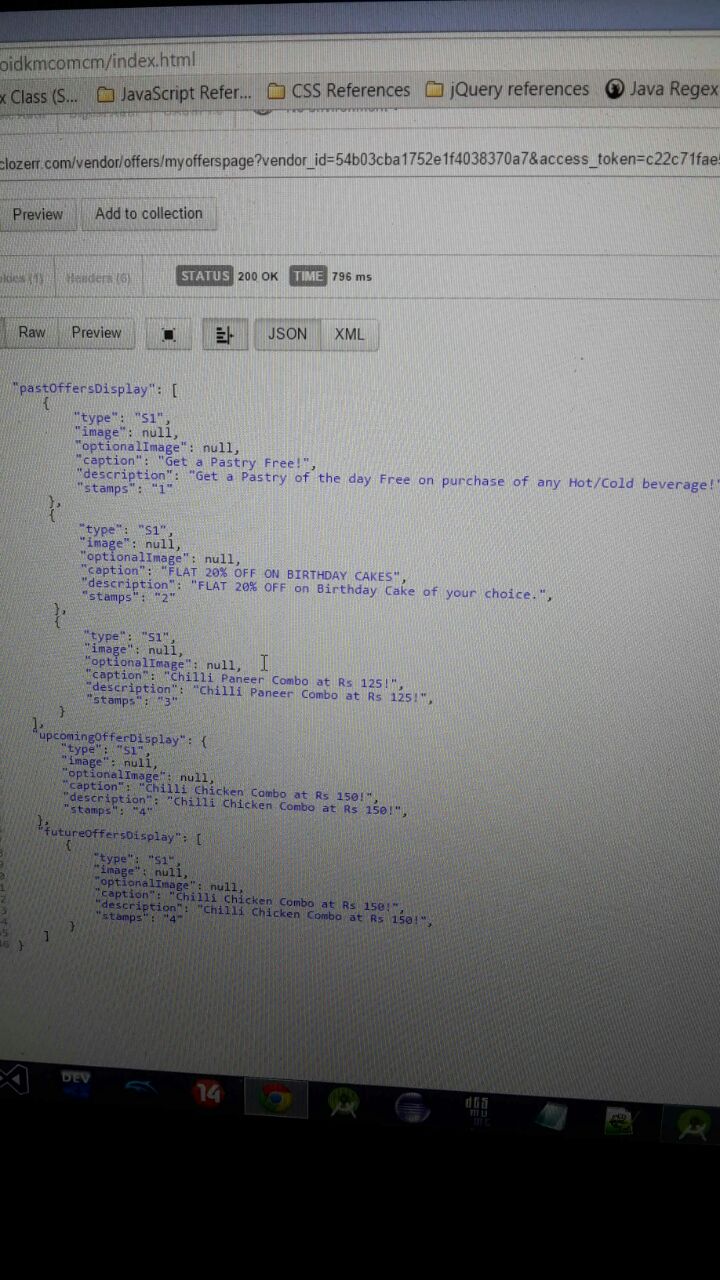 oidkmcomcm/index.html
x Class (S... JavaScript Refer... CSS References jQuery references Java Regex
clozerr.com/vendor/offers/myofferspage?vendor_id=54b03cba1752e1f4038370a7&access_token=c22c71fae
Preview Add to collection
Headers (6) STATUS 200 OK TIME 796 ms
Raw Preview JSON XML
"pastOffersDisplay": [
{
"type": "S1",
"image": null,
"optionalImage": null,
"caption": "Get a Pastry Free!",
"description": "Get a Pastry of the day Free on purchase of any Hot/Cold beverage!"
"stamps": "1"
},
{
"type": "S1",
"image": null,
"optionalImage": null,
"caption": "FLAT 20% OFF ON BIRTHDAY CAKES",
"description": "FLAT 20% OFF on Birthday Cake of your choice.",
"stamps": "2"
},
{
"type": "S1",
"image": null,
"optionalImage": null,
"caption": "Chilli Paneer Combo at Rs 125!",
"description": "Chilli Paneer Combo at Rs 125!",
"stamps": "3"
}
],
"upcomingOfferDisplay": {
"type": "S1",
"image": null,
"optionalImage": null,
"caption": "Chilli Chicken Combo at Rs 150!",
"description": "Chilli Chicken Combo at Rs 150!",
"stamps": "4"
},
"futureOffersDisplay": [
{
"type": "S1",
"image": null,
"optionalImage": null,
"caption": "Chilli Chicken Combo at Rs 150!",
"description": "Chilli Chicken Combo at Rs 150!",
"stamps": "4"
}
]
}
DEV 14